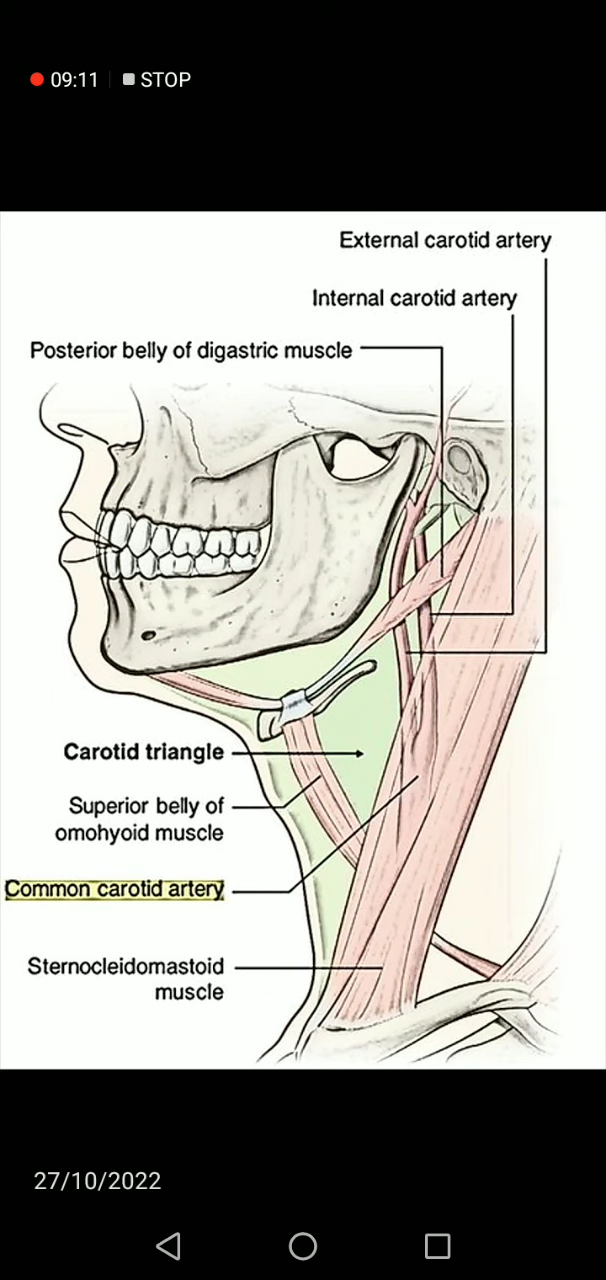 09:11 STOP
External carotid artery
Internal carotid artery
Posterior belly of digastric muscle
Carotid triangle
Superior belly of
omohyoid muscle
Common carotid artery
Sternocleidomastoid
muscle
27/10/2022